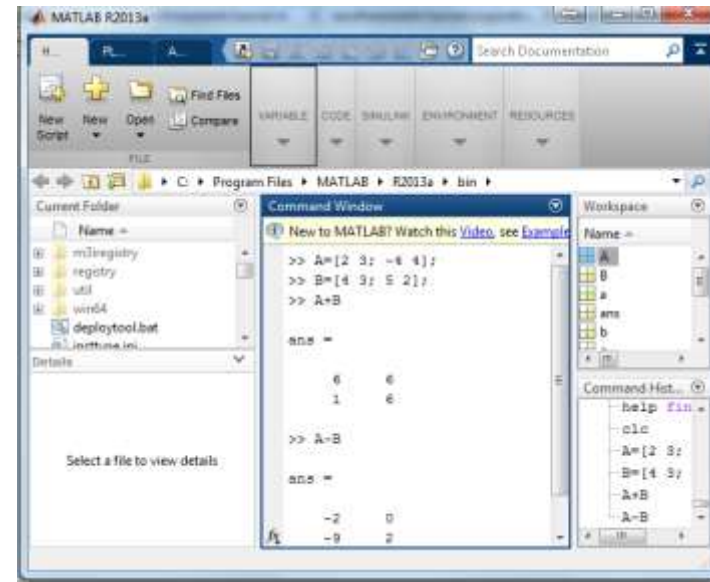 MATLAB R2013a
H... PL... A... Search Documentation
New Script New Open Find Files Compare
VARIABLE CODE SIMULINK ENVIRONMENT RESOURCES
FILE
C: Program Files MATLAB R2013a bin
Current Folder
Name
m3iregistry
registry
util
win64
deploytool.bat
Details
Select a file to view details
Command Window
New to MATLAB? Watch this Video, see Example
>> A=[2 3; -4 4];
>> B=[4 3; 5 2];
>> A+B
ans =
6 6
1 6
>> A-B
ans =
-2 0
-9 2
fx
Workspace
Name
A
B
a
ans
b
Command Hist...
help fin
clc
A=[2 3;
B=[4 3;
A+B
A-B